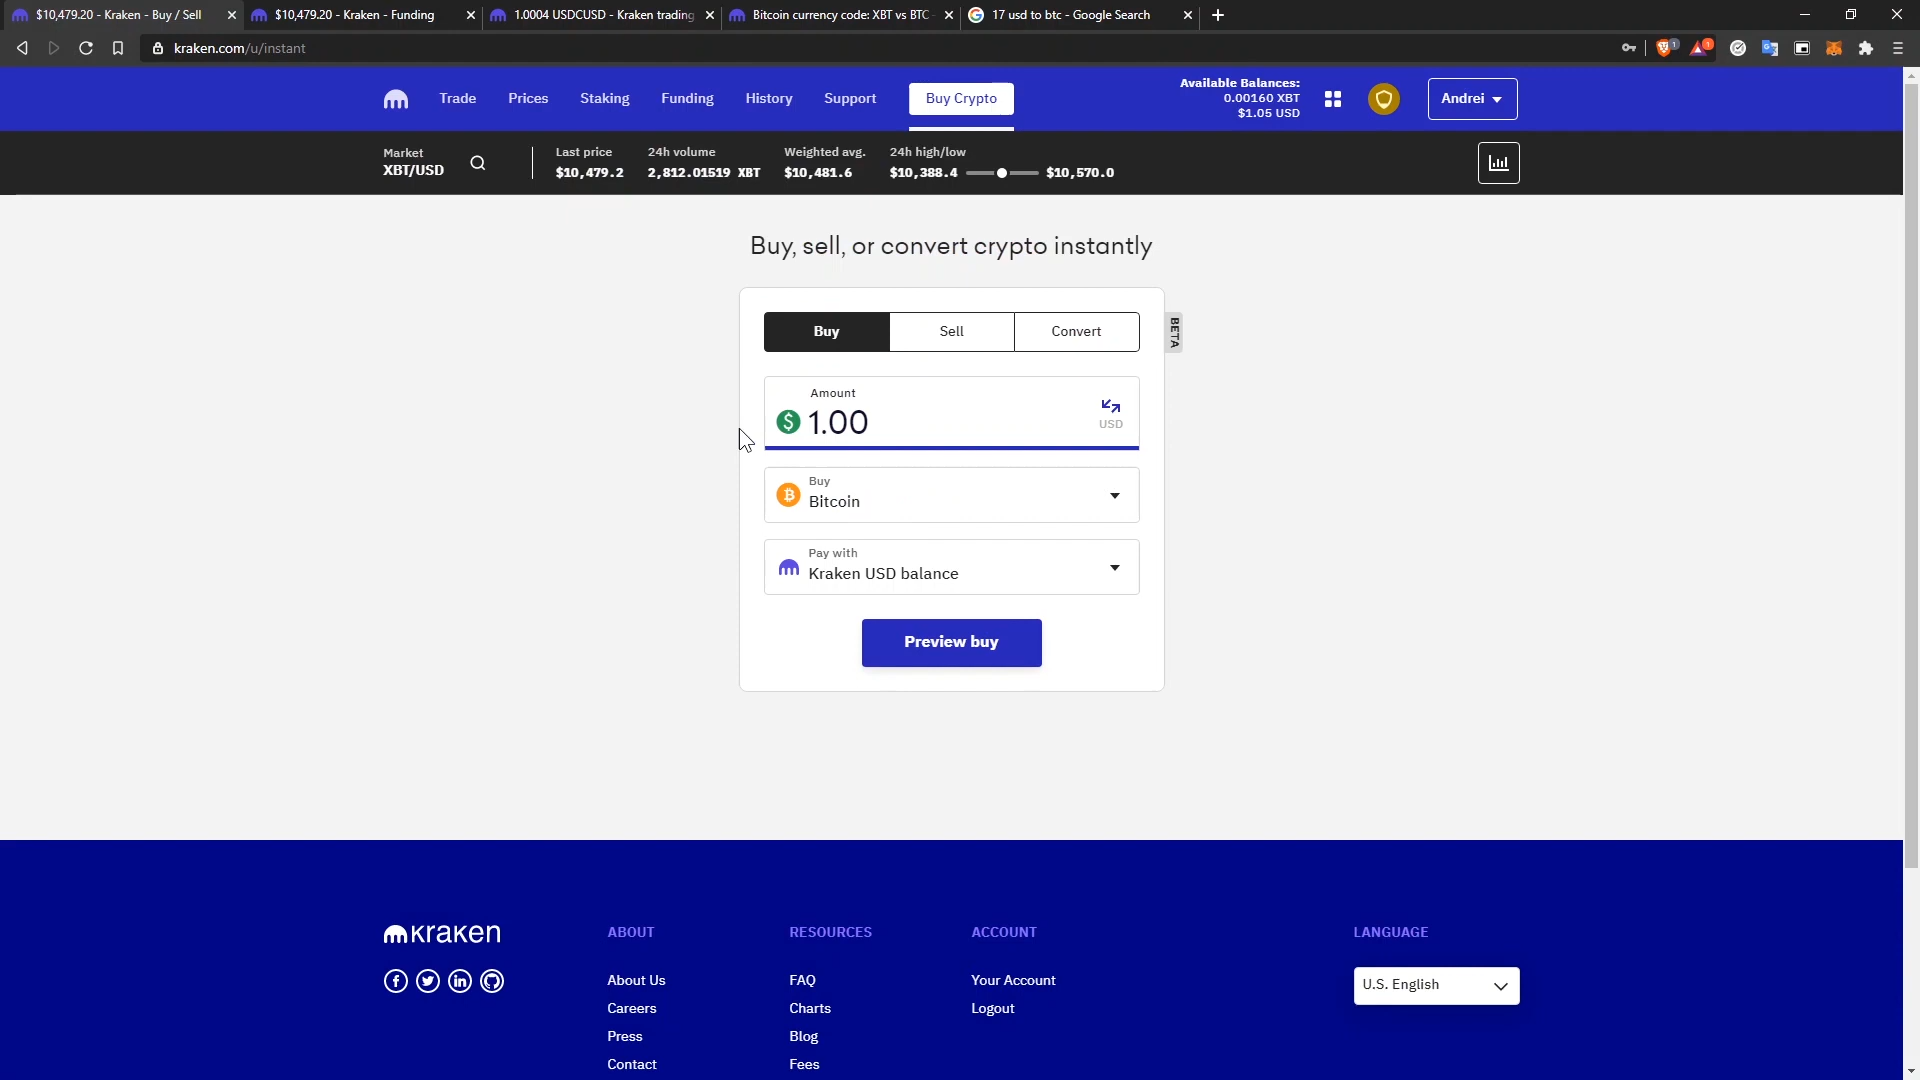 $10,479.20 - Kraken - Buy / Sell
$10,479.20 - Kraken - Funding
1.0004 USDCUSD - Kraken trading
Bitcoin currency code: XBT vs BTC -
17 usd to btc - Google Search
kraken.com/u/instant
1
1
Trade
Prices
Staking
Funding
History
Support
Buy Crypto
Available Balances:
0.00160 XBT
$1.05 USD
Andrei
Market
XBT/USD
Last price
$10,479.2
24h volume
2,812.01519 XBT
Weighted avg.
$10,481.6
24h high/low
$10,388.4
$10,570.0
Buy, sell, or convert crypto instantly
Buy
Sell
Convert
BETA
Amount
$ 1.00
USD
Buy
Bitcoin
Pay with
Kraken USD balance
Preview buy
kraken
ABOUT
About Us
Careers
Press
Contact
RESOURCES
FAQ
Charts
Blog
Fees
ACCOUNT
Your Account
Logout
LANGUAGE
U.S. English